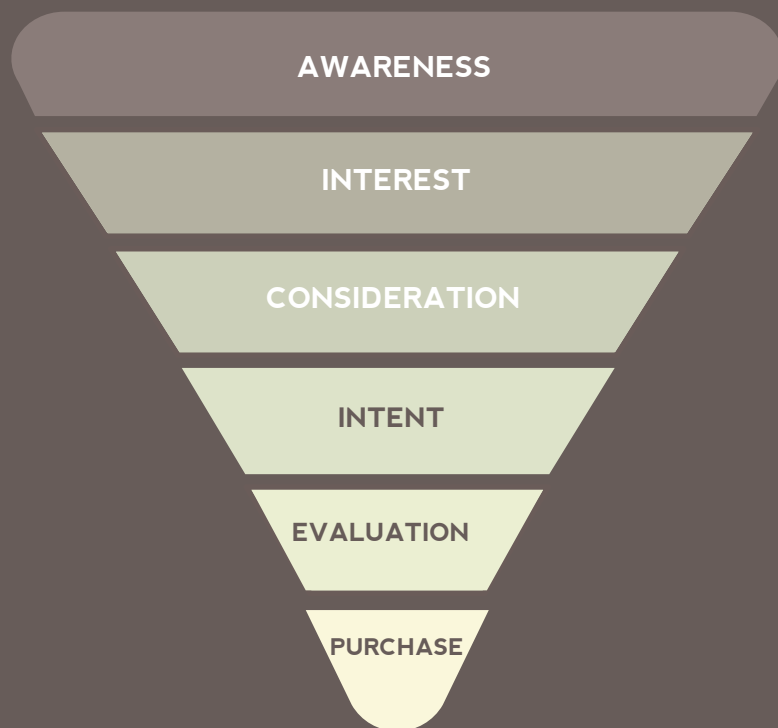 AWARENESS
INTEREST
CONSIDERATION
INTENT
EVALUATION
PURCHASE